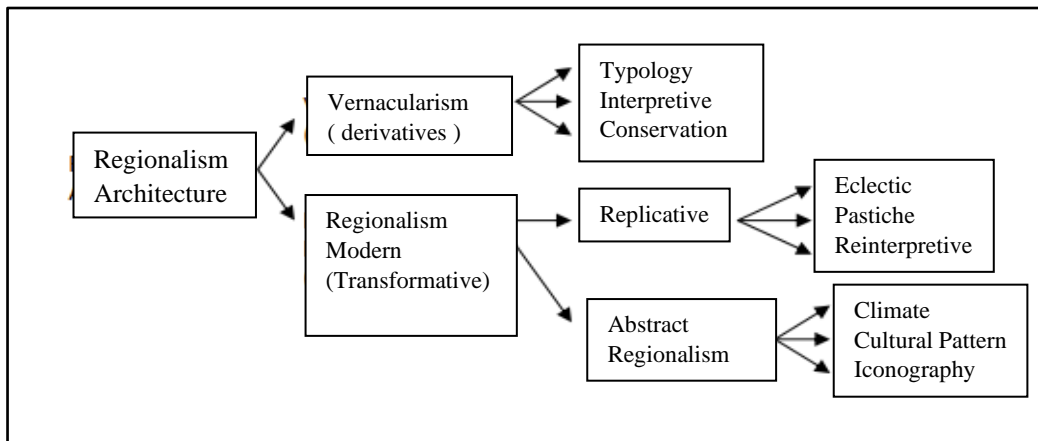 Regionalism
Architecture
Vernacularism
( derivatives )
Typology
Interpretive
Conservation
Regionalism
Modern
(Transformative)
Replicative
Eclectic
Pastiche
Reinterpretive
Abstract
Regionalism
Climate
Cultural Pattern
Iconography